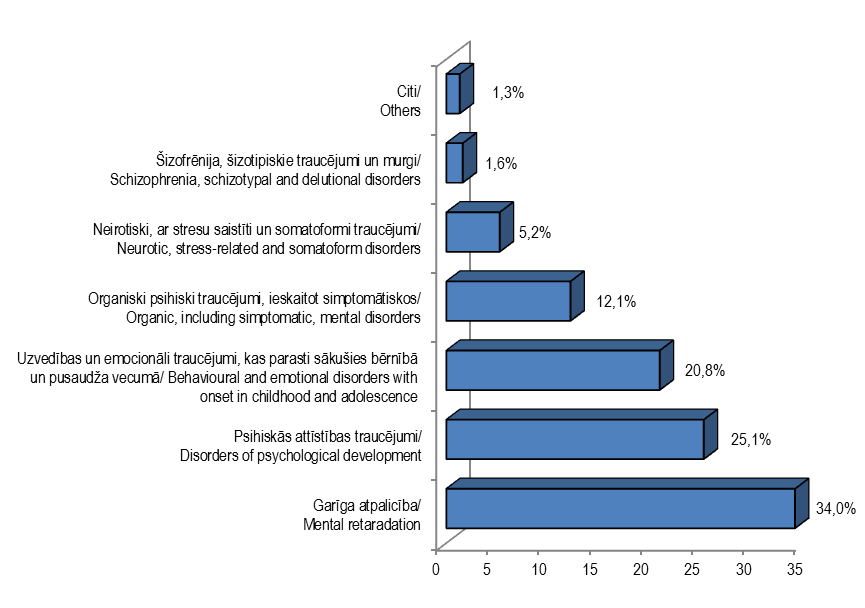 Citi/
Others
1,3%
Šizofrēnija, šizotipiskie traucējumi un murgi/
Schizophrenia, schizotypal and delutional disorders
1,6%
Neirotiski, ar stresu saistīti un somatoformi traucējumi/
Neurotic, stress-related and somatoform disorders
5,2%
Organiski psihiski traucējumi, ieskaitot simptomātiskos/
Organic, including simptomatic, mental disorders
12,1%
Uzvedības un emocionāli traucējumi, kas parasti sākušies bērnībā
un pusaudža vecumā/ Behavioural and emotional disorders with
onset in childhood and adolescence
20,8%
Psihiskās attīstības traucējumi/
Disorders of psychological development
25,1%
Garīga atpalicība/
Mental retaradation
34,0%
0 5 10 15 20 25 30 35